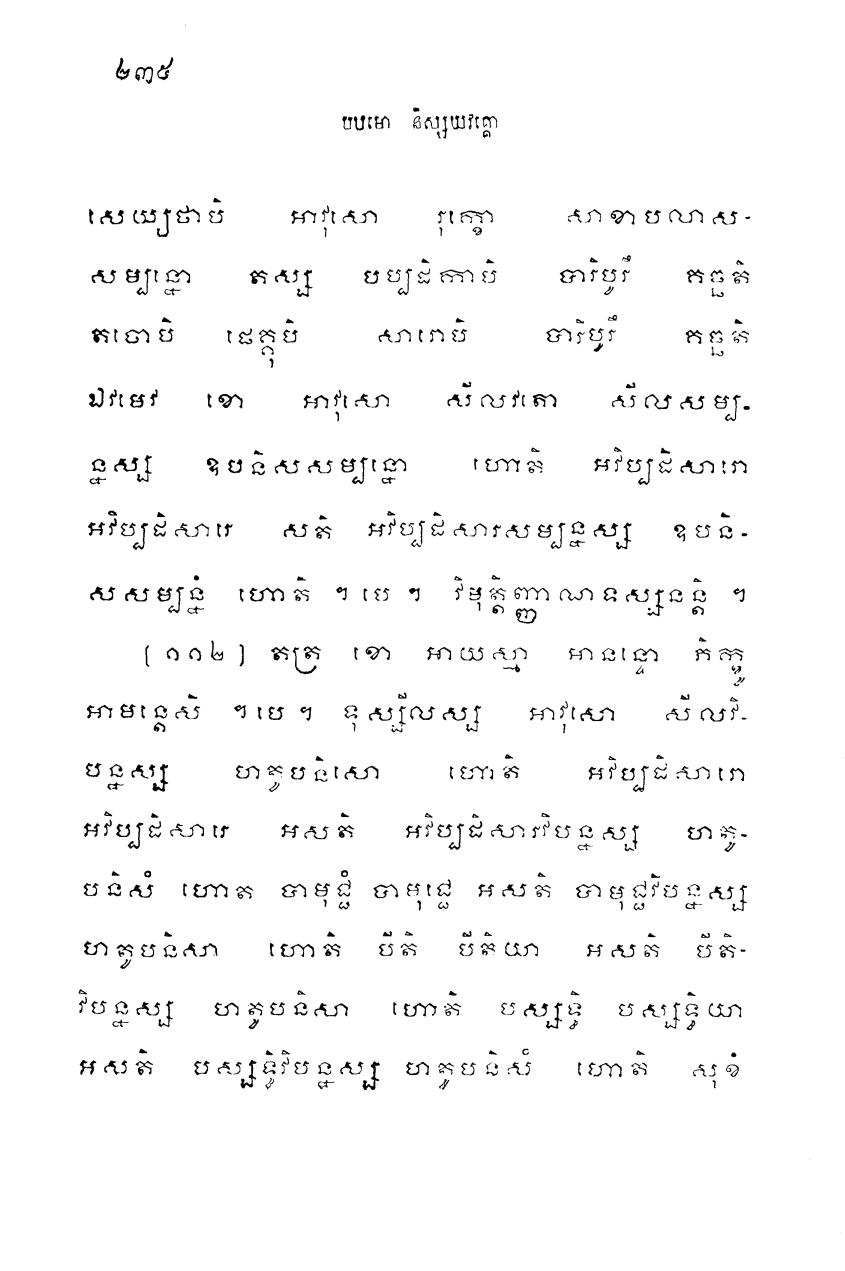 ២៣៥
បឋមោ និស្សយវគ្គោ
សេយ្យថាបិ អាវុសោ រុក្ខោ សាខាបលាស-
សម្បន្នោ តស្ស បប្បដិកាបិ បារិបូរឹ គច្ឆតិ
តចោបិ ផេគ្គុបិ សារោបិ បារិបូរឹ គច្ឆតិ
ឯវមេវ ខោ អាវុសោ សីលវតោ សីលសម្ប-
ន្នស្ស ឧបនិសសម្បន្នោ ហោតិ អវិប្បដិសារោ
អវិប្បដិសារេ សតិ អវិប្បដិសារសម្បន្នស្ស ឧបនិ-
សសម្បន្នំ ហោតិ ។ បេ ។ វិមុត្តិញ្ញាណទស្សនន្តិ ។
[១១២] តត្រ ខោ អាយស្មា អានន្ទោ ភិក្ខូ
អាមន្តេសិ ។ បេ ។ ទុស្សីលស្ស អាវុសោ សីលវិ-
បន្នស្ស ហតូបនិសោ ហោតិ អវិប្បដិសារោ
អវិប្បដិសារេ អសតិ អវិប្បដិសារវិបន្នស្ស ហតូ-
បនិសំ ហោត បាមុជ្ជំ បាមុជ្ជេ អសតិ បាមុជ្ជវិបន្នស្ស
ហតូបនិសា ហោតិ បីតិ បីតិយា អសតិ បីតិ-
វិបន្នស្ស ហតូបនិសា ហោតិ បស្សទ្ធិ បស្សទ្ធិយា
អសតិ បស្សទ្ធិវិបន្នស្ស ហតូបនិសំ ហោតិ សុខំ